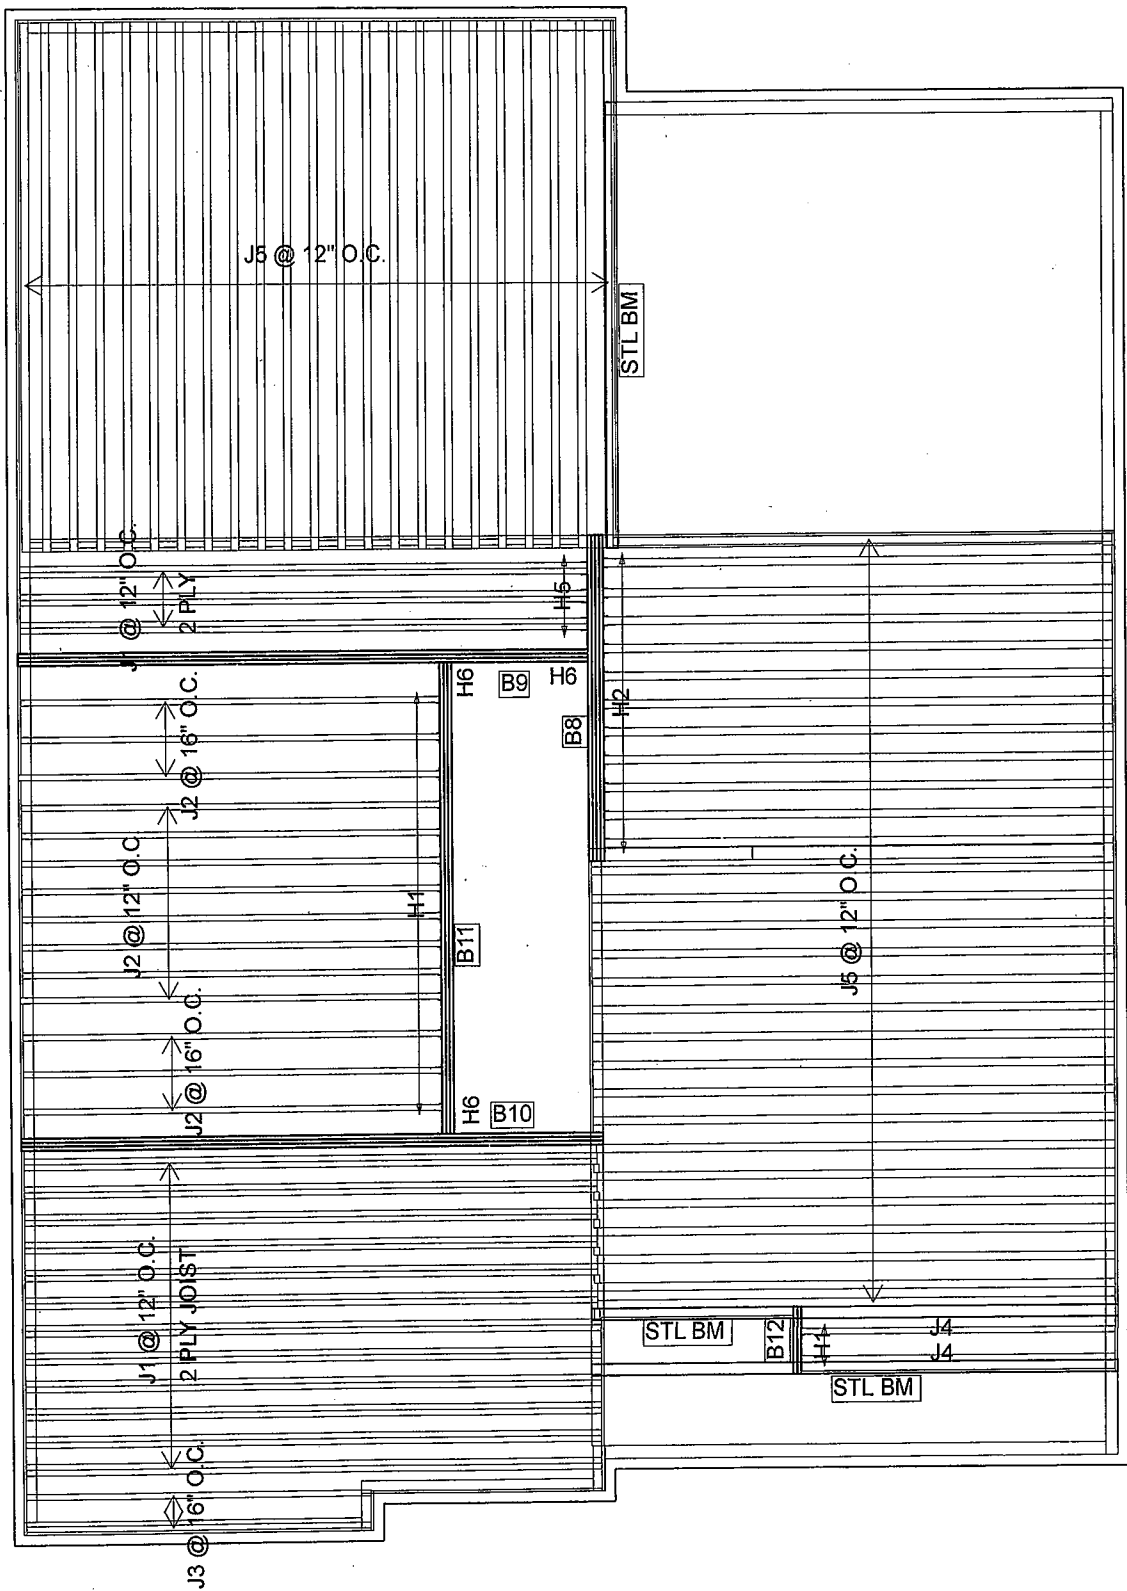 J5 @ 12" O.C.
STL BM
J1 @ 12" O.C.
2 PLY
H5
H6
B9
H6
B8
H2
J2 @ 16" O.C.
J2 @ 12" O.C.
J2 @ 16" O.C.
H1
B11
H6
B10
J5 @ 12" O.C.
J1 @ 12" O.C.
2 PLY JOIST
STL BM
B12
H1
J4
J4
STL BM
J3 @ 16" O.C.